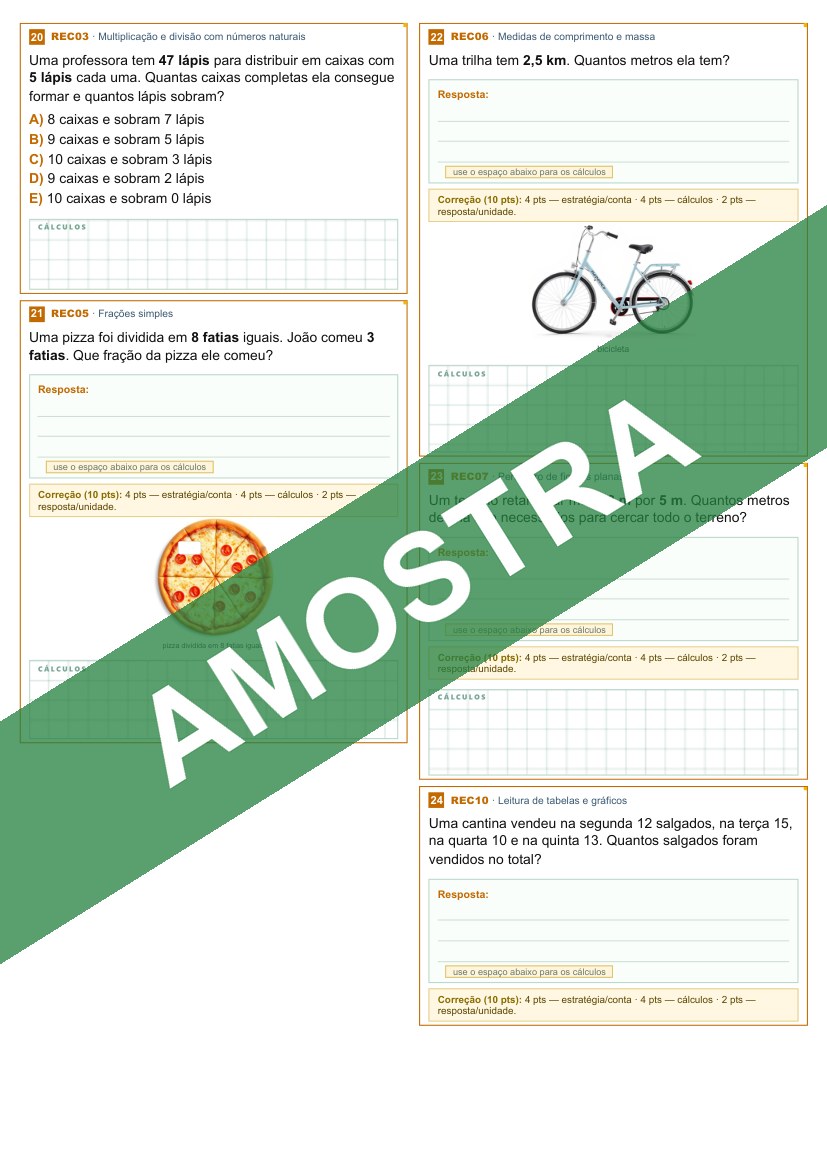 20 REC03 · Multiplicação e divisão com números naturais
Uma professora tem 47 lápis para distribuir em caixas com
5 lápis cada uma. Quantas caixas completas ela consegue
formar e quantos lápis sobram?
A) 8 caixas e sobram 7 lápis
B) 9 caixas e sobram 5 lápis
C) 10 caixas e sobram 3 lápis
D) 9 caixas e sobram 2 lápis
E) 10 caixas e sobram 0 lápis
CÁLCULOS
21 REC05 · Frações simples
Uma pizza foi dividida em 8 fatias iguais. João comeu 3
fatias. Que fração da pizza ele comeu?
Resposta:
use o espaço abaixo para os cálculos
Correção (10 pts): 4 pts — estratégia/conta · 4 pts — cálculos · 2 pts —
resposta/unidade.
pizza dividida em 8 fatias
CÁLCULOS
22 REC06 · Medidas de comprimento e massa
Uma trilha tem 2,5 km. Quantos metros ela tem?
Resposta:
use o espaço abaixo para os cálculos
Correção (10 pts): 4 pts — estratégia/conta · 4 pts — cálculos · 2 pts —
resposta/unidade.
bicicleta
CÁLCULOS
23 REC07 · planas
Um por 5 m. Quantos metros
para cercar todo o terreno?
Resposta:
use o espaço abaixo para os cálculos
Correção (10 pts): 4 pts — estratégia/conta · 4 pts — cálculos · 2 pts —
resposta/unidade.
CÁLCULOS
24 REC10 · Leitura de tabelas e gráficos
Uma cantina vendeu na segunda 12 salgados, na terça 15,
na quarta 10 e na quinta 13. Quantos salgados foram
vendidos no total?
Resposta:
use o espaço abaixo para os cálculos
Correção (10 pts): 4 pts — estratégia/conta · 4 pts — cálculos · 2 pts —
resposta/unidade.
AMOSTRA